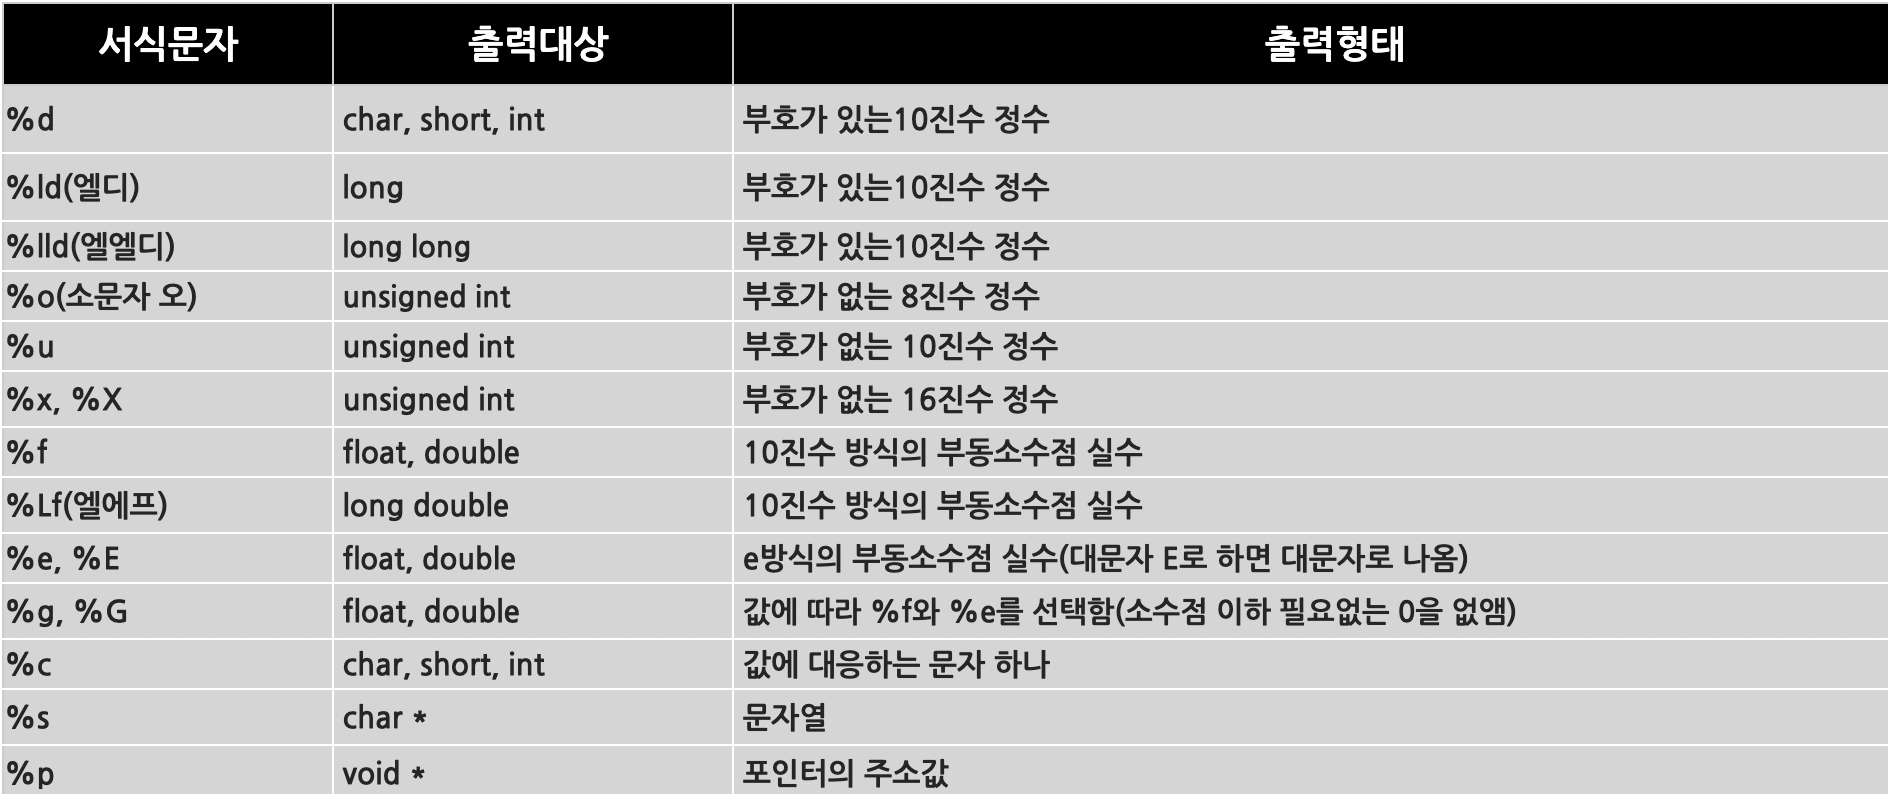 서식문자 출력대상 출력형태
%d char, short, int 부호가 있는10진수 정수
%ld(엘디) long 부호가 있는10진수 정수
%lld(엘엘디) long long 부호가 있는10진수 정수
%o(소문자 오) unsigned int 부호가 없는 8진수 정수
%u unsigned int 부호가 없는 10진수 정수
%x, %X unsigned int 부호가 없는 16진수 정수
%f float, double 10진수 방식의 부동소수점 실수
%Lf(엘에프) long double 10진수 방식의 부동소수점 실수
%e, %E float, double e방식의 부동소수점 실수(대문자 E로 하면 대문자로 나옴)
%g, %G float, double 값에 따라 %f와 %e를 선택함(소수점 이하 필요없는 0을 없앰)
%c char, short, int 값에 대응하는 문자 하나
%s char * 문자열
%p void * 포인터의 주소값